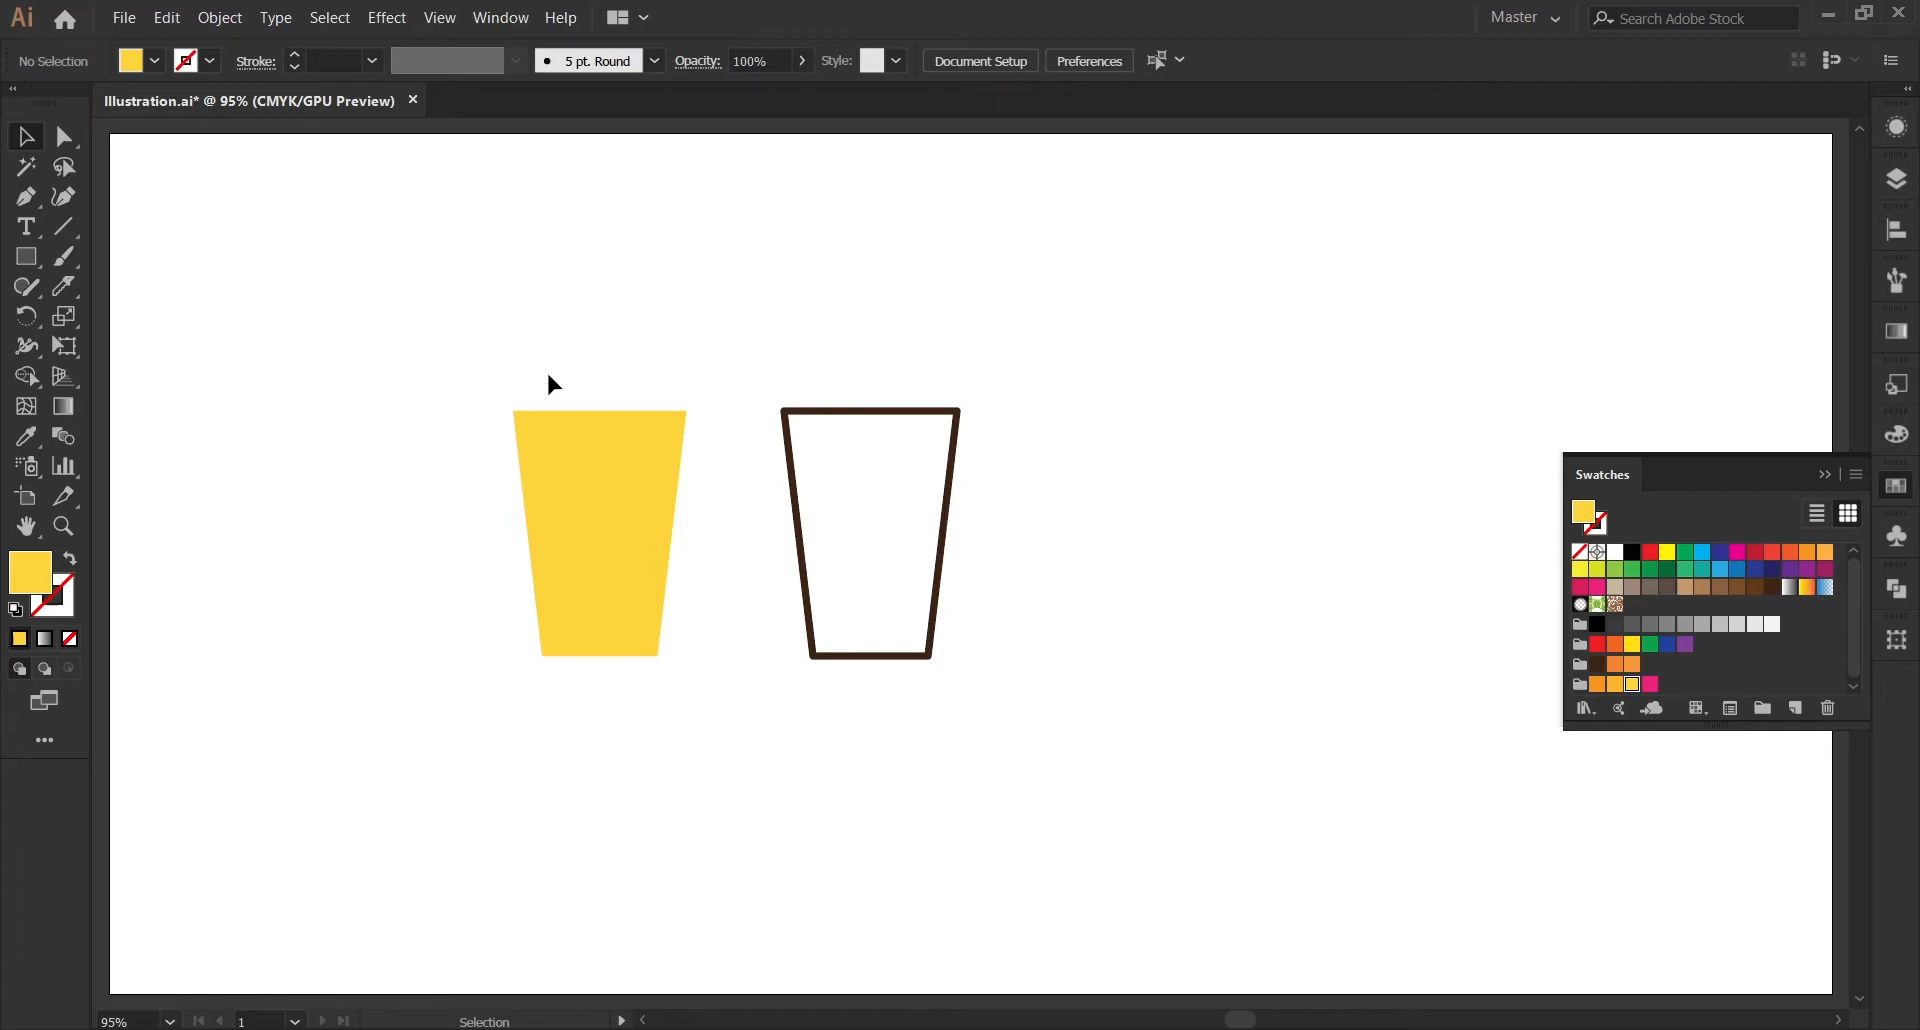 Ai File Edit Object Type Select Effect View Window Help Master Search Adobe Stock
No Selection Stroke: 5 pt. Round Opacity: 100% Style: Document Setup Preferences
Illustration.ai* @ 95% (CMYK/GPU Preview)
Swatches
95% 1 Selection